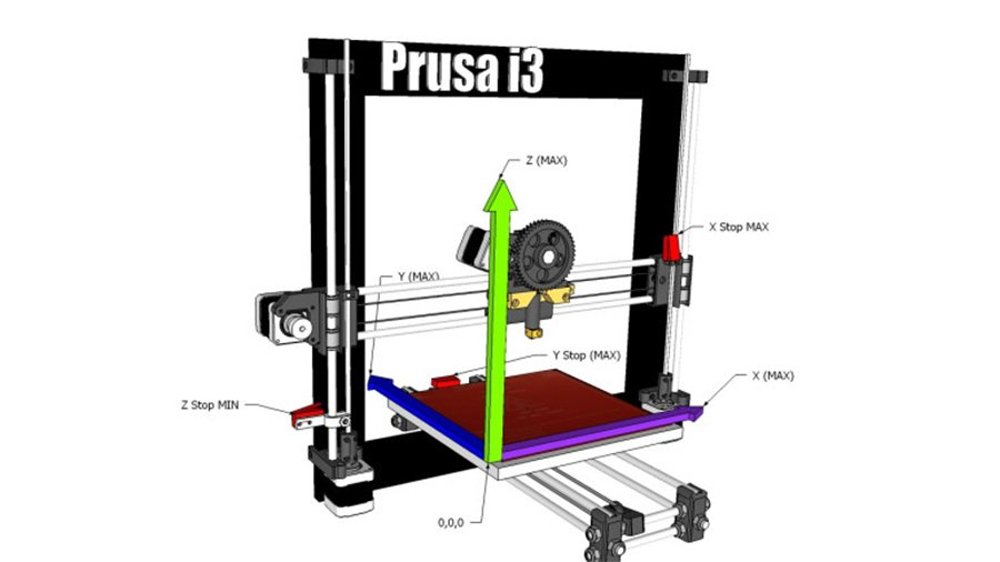 Prusa i3
Z (MAX)
X Stop MAX
Y (MAX)
Y Stop (MAX)
X (MAX)
Z Stop MIN
0,0,0